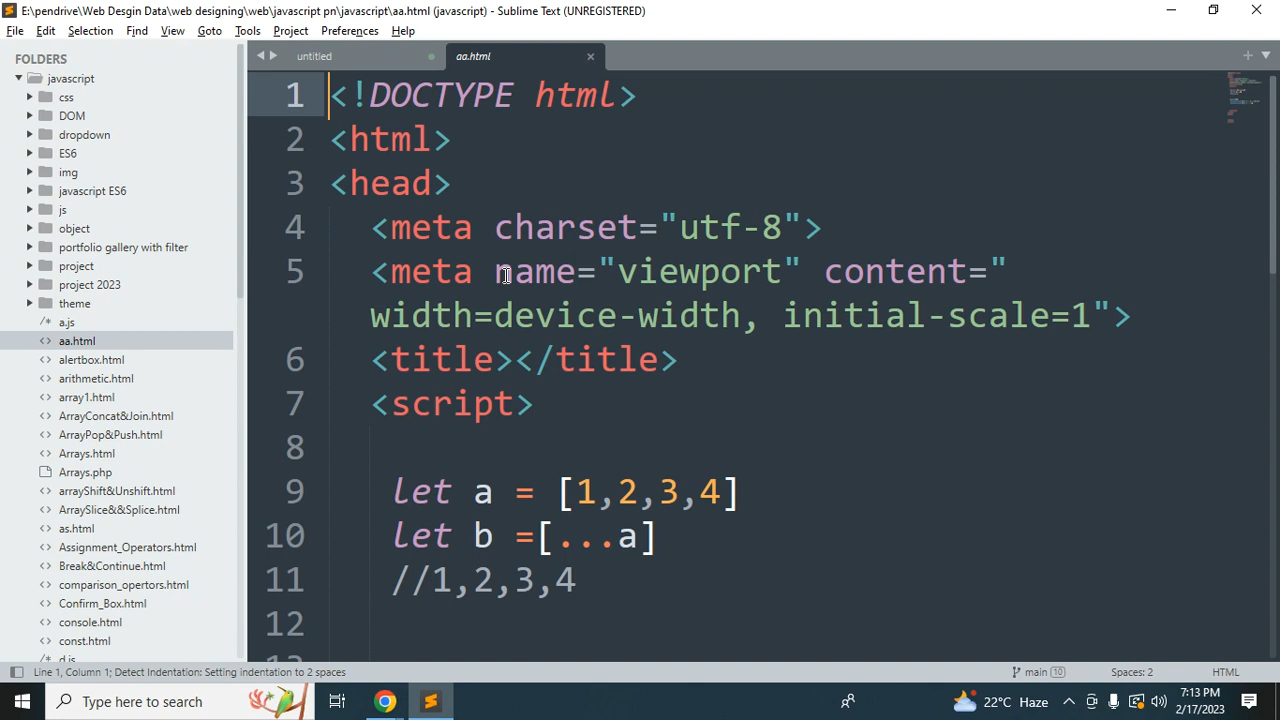 E:\pendrive\Web Desgin Data\web designing\web\javascript pn\javascript\aa.html (javascript) - Sublime Text (UNREGISTERED)
File Edit Selection Find View Goto Tools Project Preferences Help
FOLDERS
javascript
css
DOM
dropdown
ES6
img
javascript ES6
js
object
portfolio gallery with filter
project
project 2023
theme
a.js
aa.html
alertbox.html
arithmetic.html
array1.html
ArrayConcat&Join.html
ArrayPop&Push.html
Arrays.html
Arrays.php
arrayShift&Unshift.html
ArraySlice&&Splice.html
as.html
Assignment_Operators.html
Break&Continue.html
comparison_opertors.html
Confirm_Box.html
console.html
const.html
d.js
untitled
aa.html
1 <!DOCTYPE html>
2 <html>
3 <head>
4 <meta charset="utf-8">
5 <meta name="viewport" content="
width=device-width, initial-scale=1">
6 <title></title>
7 <script>
8
9 let a = [1,2,3,4]
10 let b =[...a]
11 //1,2,3,4
12
13
Line 1, Column 1; Detect Indentation: Setting indentation to 2 spaces
main 10
Spaces: 2
HTML
Type here to search
22°C Haze
7:13 PM
2/17/2023